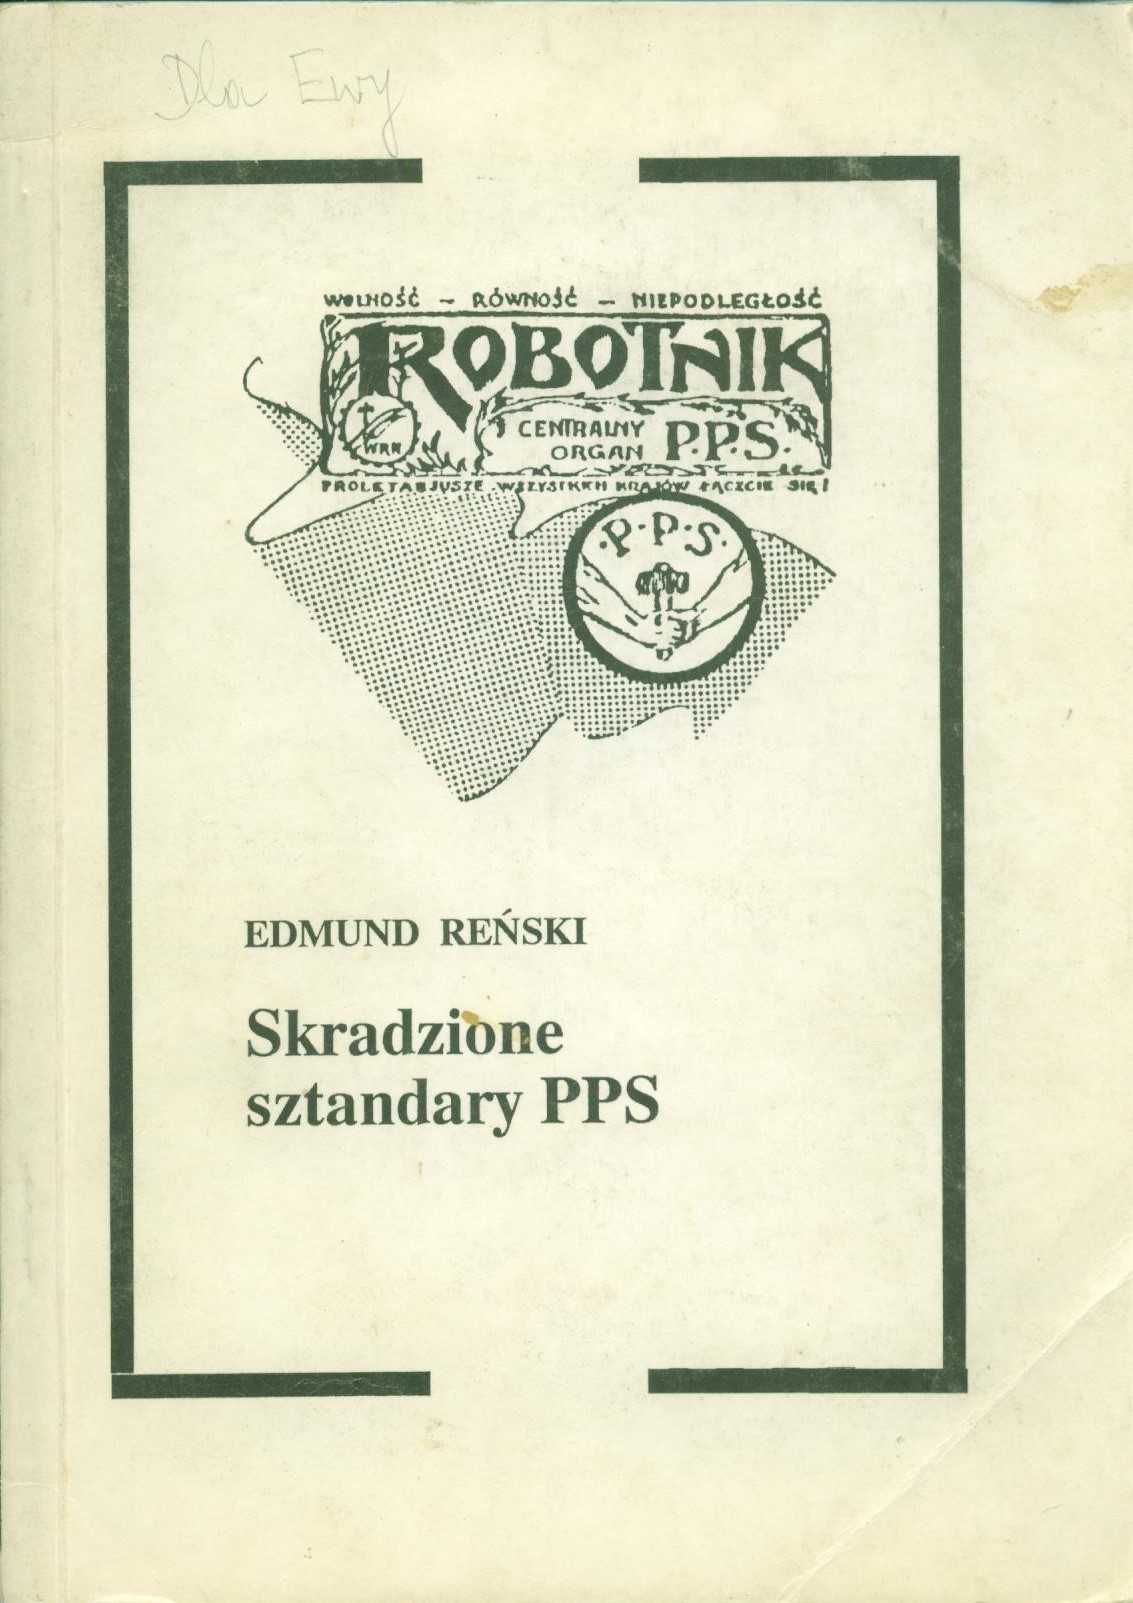 Dla Ewy
WOLNOŚĆ – RÓWNOŚĆ – NIEPODLEGŁOŚĆ
ROBOTNIK
CENTRALNY
ORGAN P.P.S.
WRN
PROLETARJUSZE WSZYSTKICH KRAJÓW ŁĄCZCIE SIĘ!
·P·P·S·
EDMUND REŃSKI
Skradzione
sztandary PPS